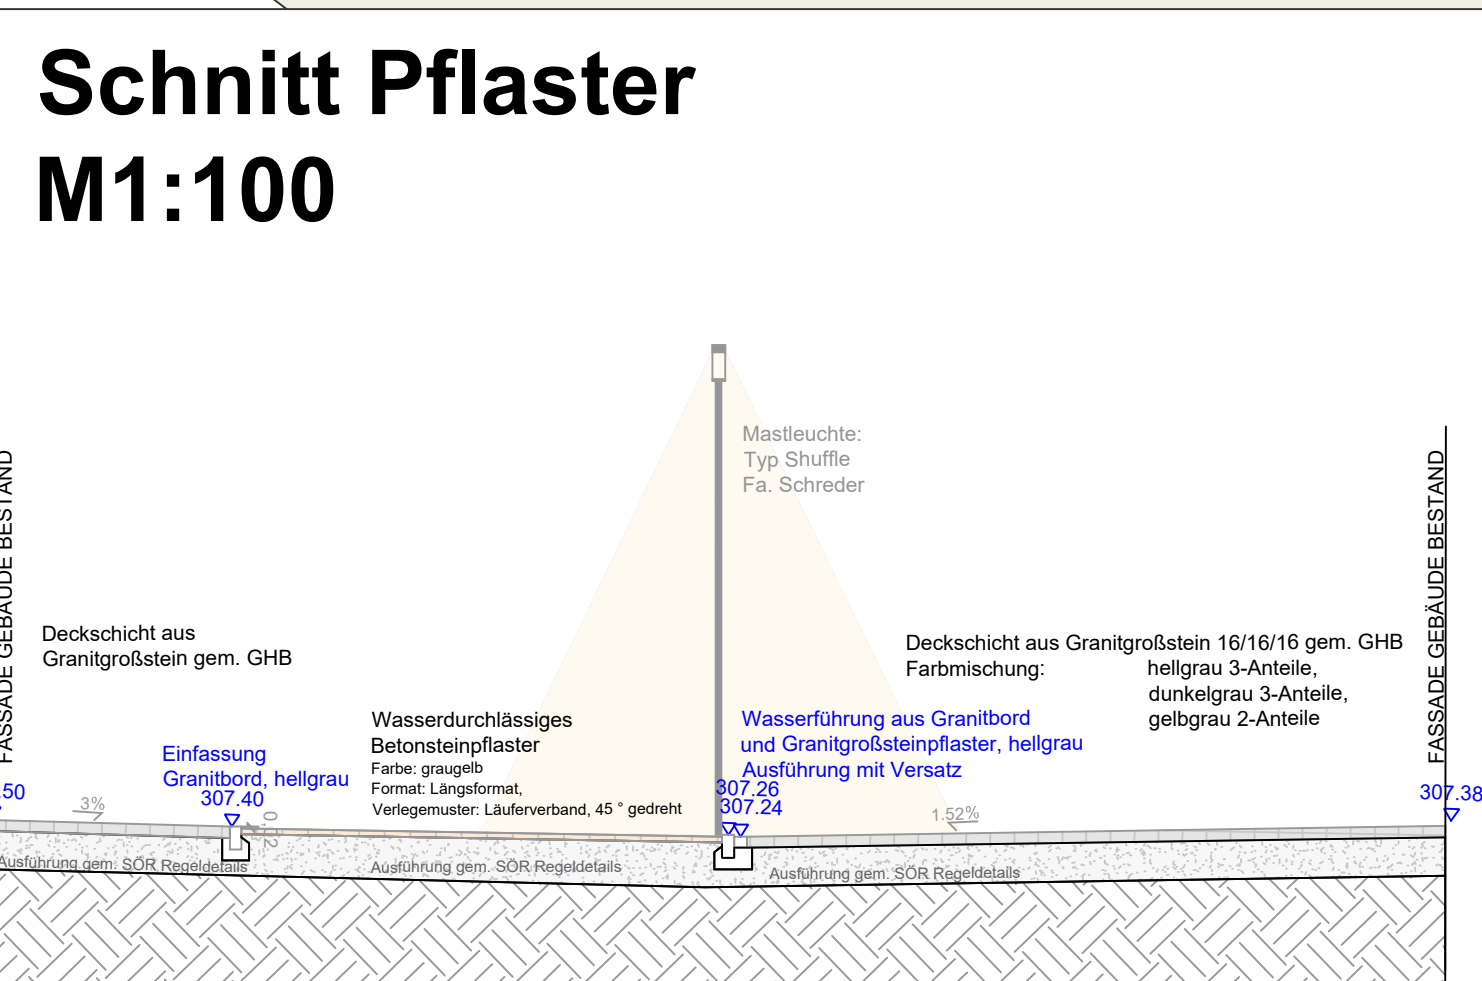 Schnitt Pflaster
M1:100
Mastleuchte:
Typ Shuffle
Fa. Schreder
FASSADE GEBÄUDE BESTAND
FASSADE GEBÄUDE BESTAND
Deckschicht aus
Granitgroßstein gem. GHB
Deckschicht aus Granitgroßstein 16/16/16 gem. GHB
Farbmischung: hellgrau 3-Anteile,
dunkelgrau 3-Anteile,
gelbgrau 2-Anteile
Wasserdurchlässiges
Betonsteinpflaster
Farbe: graugelb
Format: Längsformat,
Verlegemuster: Läuferverband, 45 ° gedreht
Wasserführung aus Granitbord
und Granitgroßsteinpflaster, hellgrau
Ausführung mit Versatz
Einfassung
Granitbord, hellgrau
.50
307.40
307.26
307.24
307.38
3%
1.52%
Ausführung gem. SÖR Regeldetails
Ausführung gem. SÖR Regeldetails
Ausführung gem. SÖR Regeldetails